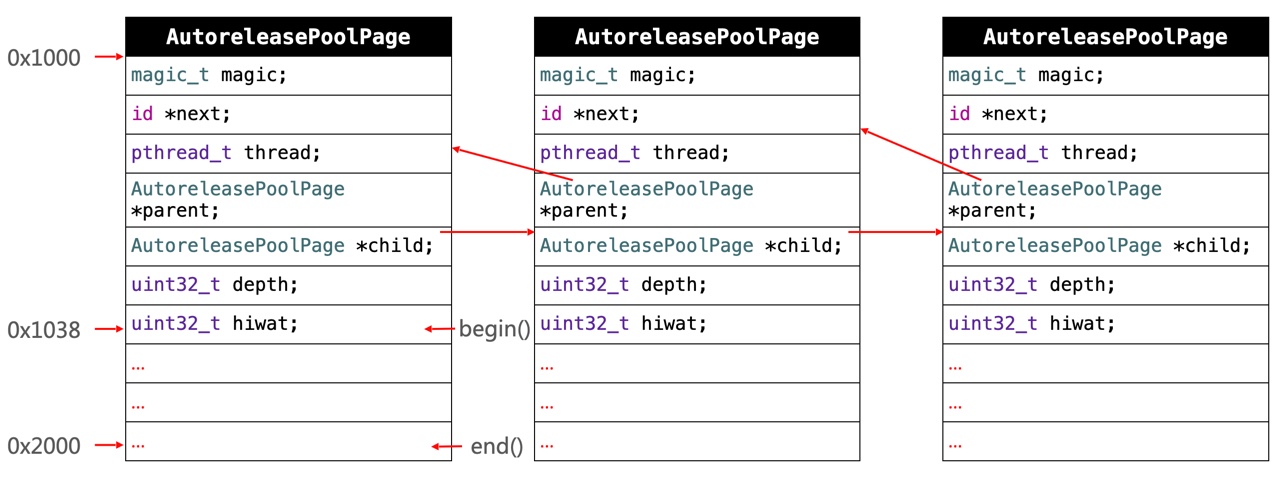 AutoreleasePoolPage
AutoreleasePoolPage
AutoreleasePoolPage
0x1000
magic_t magic;
magic_t magic;
magic_t magic;
id *next;
id *next;
id *next;
pthread_t thread;
pthread_t thread;
pthread_t thread;
AutoreleasePoolPage
*parent;
AutoreleasePoolPage
*parent;
AutoreleasePoolPage
*parent;
AutoreleasePoolPage *child;
AutoreleasePoolPage *child;
AutoreleasePoolPage *child;
uint32_t depth;
uint32_t depth;
uint32_t depth;
0x1038
uint32_t hiwat;
begin()
uint32_t hiwat;
uint32_t hiwat;
...
...
...
...
...
...
0x2000
...
end()
...
...